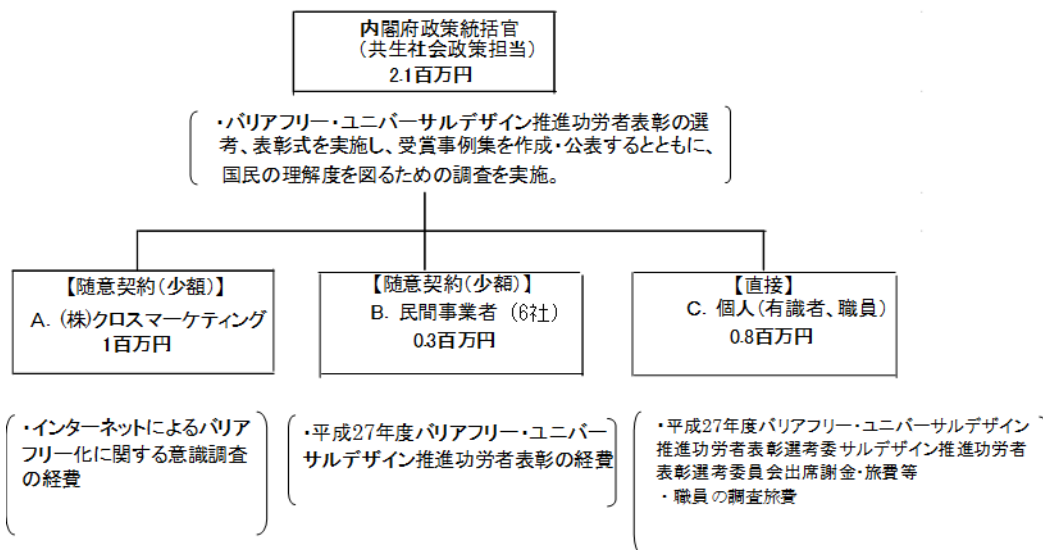 内閣府政策統括官
(共生社会政策担当)
2.1百万円
・バリアフリー・ユニバーサルデザイン推進功労者表彰の選
考、表彰式を実施し、受賞事例集を作成・公表するとともに、
国民の理解度を図るための調査を実施。
【随意契約(少額)】
A. (株)クロスマーケティング
1百万円
【随意契約(少額)】
B. 民間事業者 (6社)
0.3百万円
【直接】
C. 個人(有識者、職員)
0.8百万円
・インターネットによるバリア
フリー化に関する意識調査
の経費
・平成27年度バリアフリー・ユニバー
サルデザイン推進功労者表彰の経費
・平成27年度バリアフリー・ユニバーサルデザイン
推進功労者表彰選考委サルデザイン推進功労者
表彰選考委員会出席謝金・旅費等
・職員の調査旅費